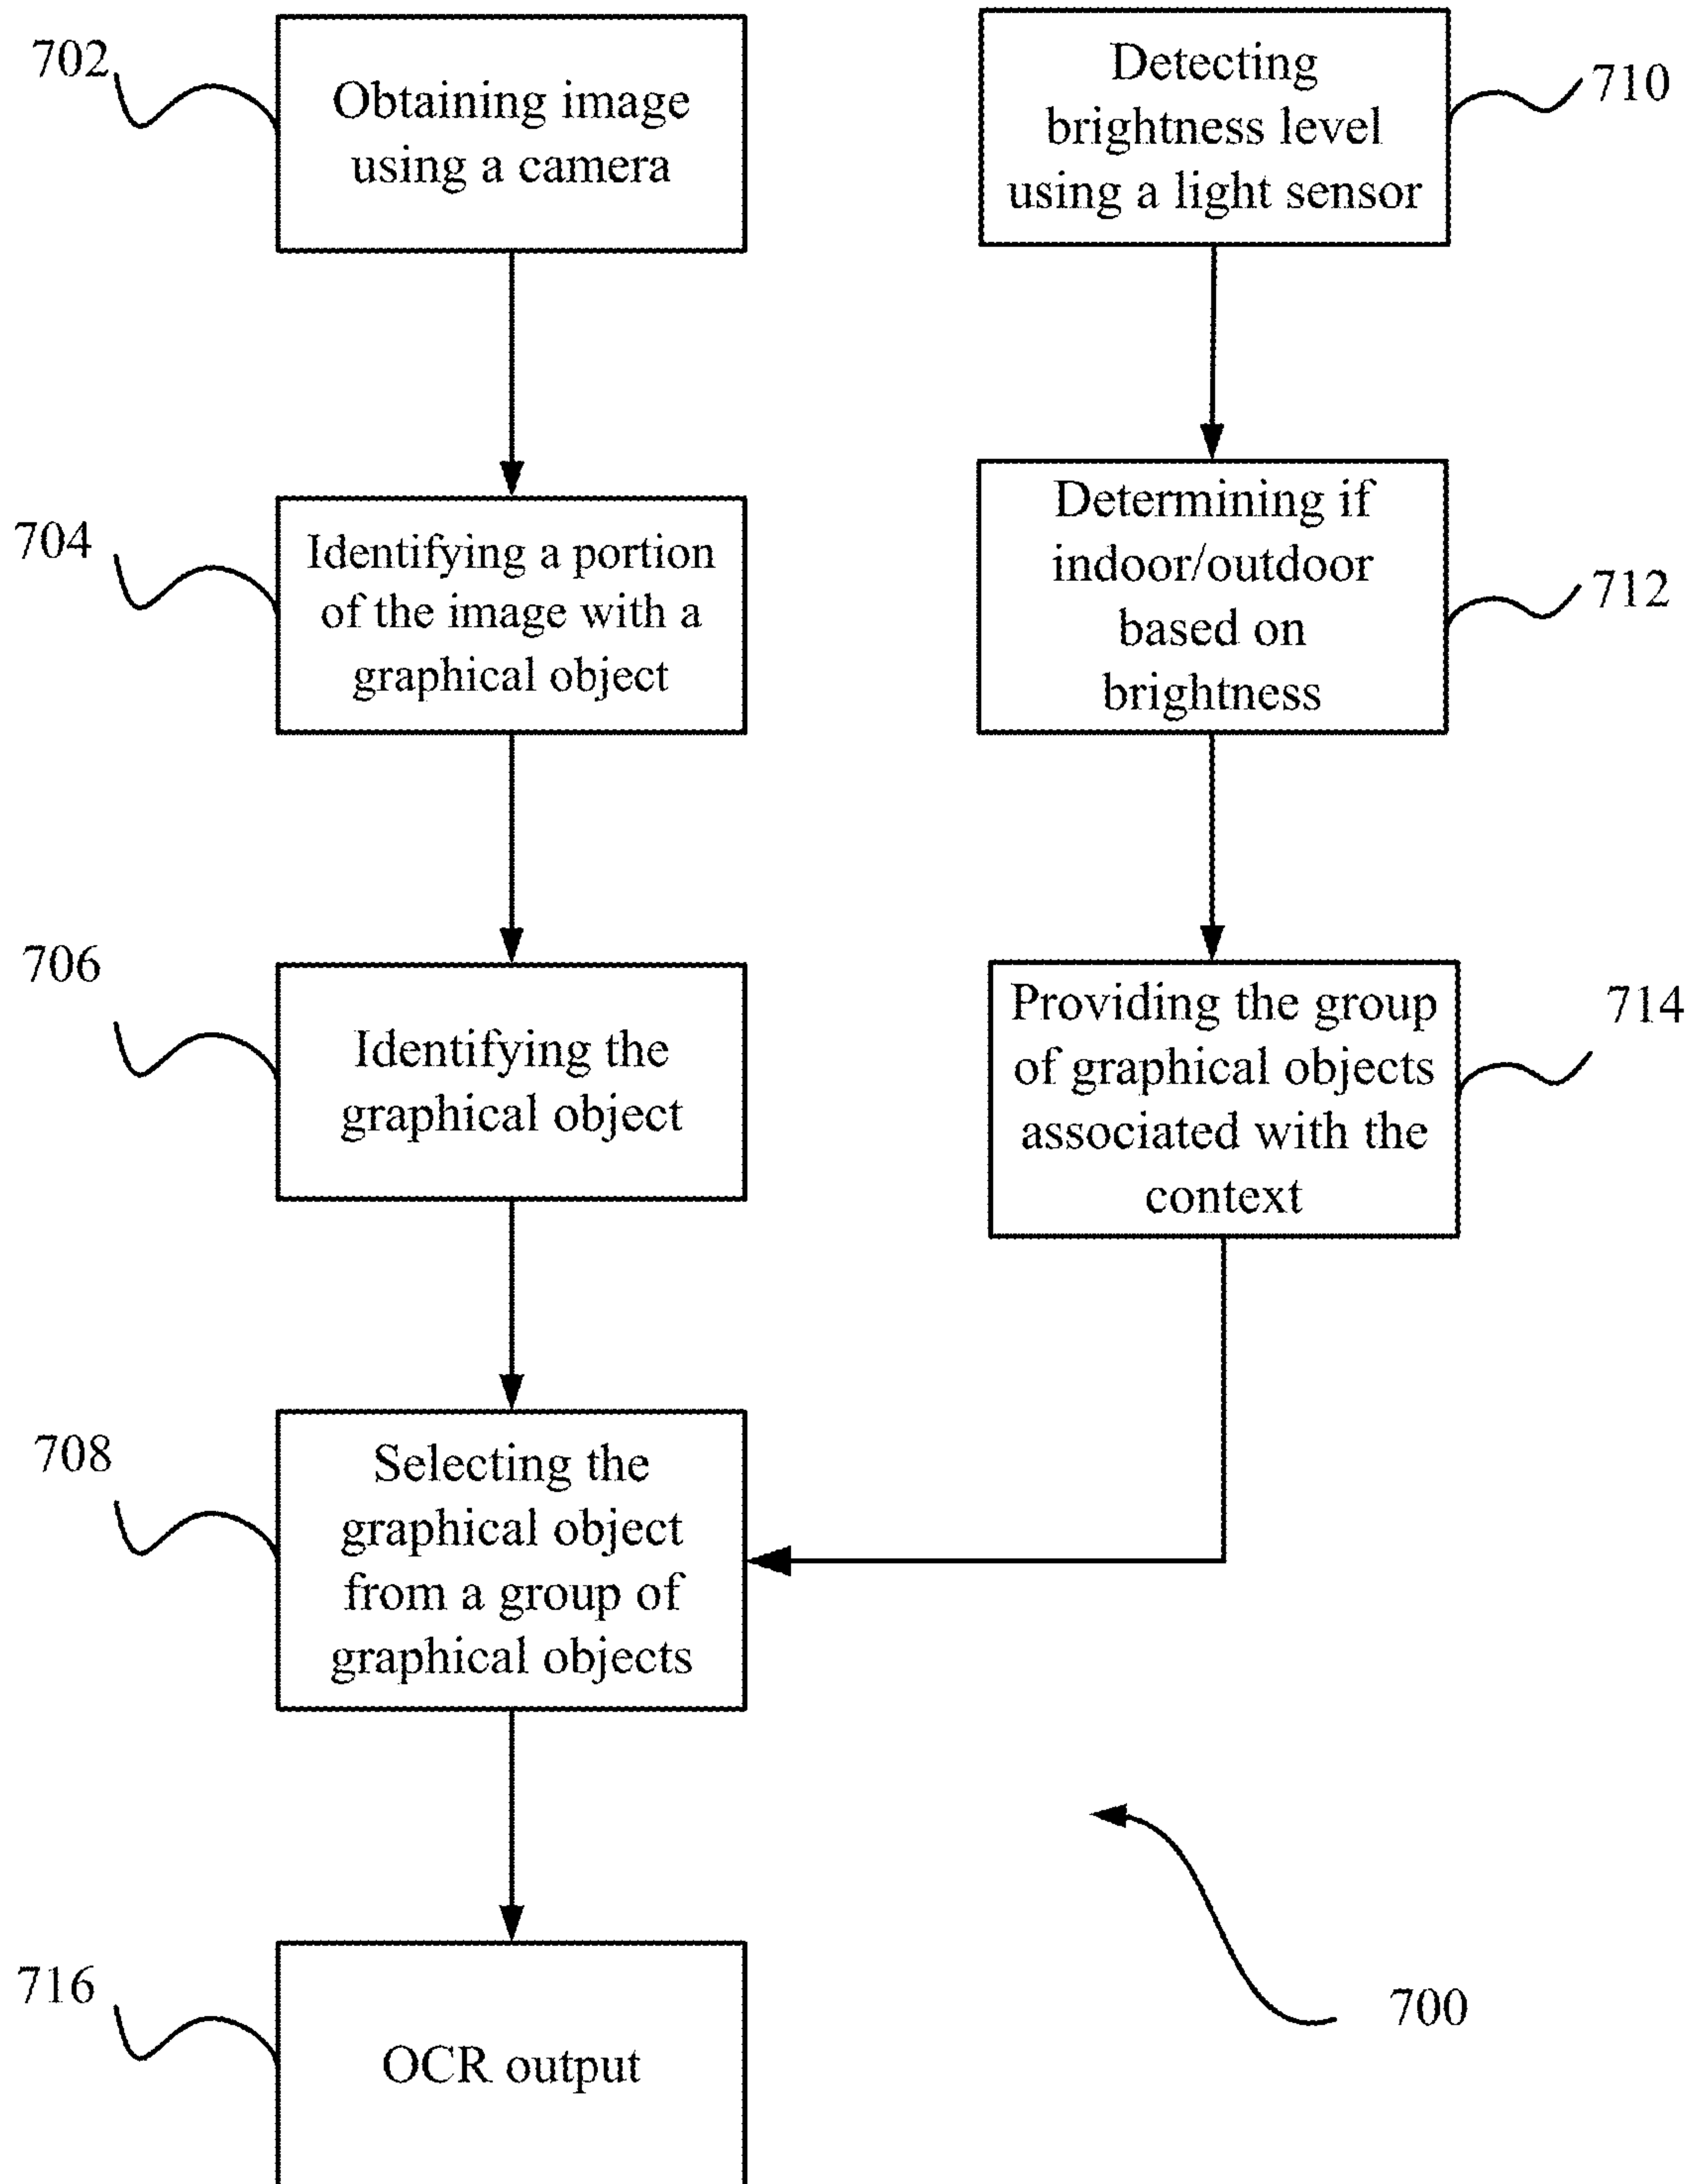 702
Obtaining image
using a camera
704
Identifying a portion
of the image with a
graphical object
706
Identifying the
graphical object
708
Selecting the
graphical object
from a group of
graphical objects
716
OCR output
Detecting
brightness level
using a light sensor
710
Determining if
indoor/outdoor
based on
brightness
712
Providing the group
of graphical objects
associated with the
context
714
700